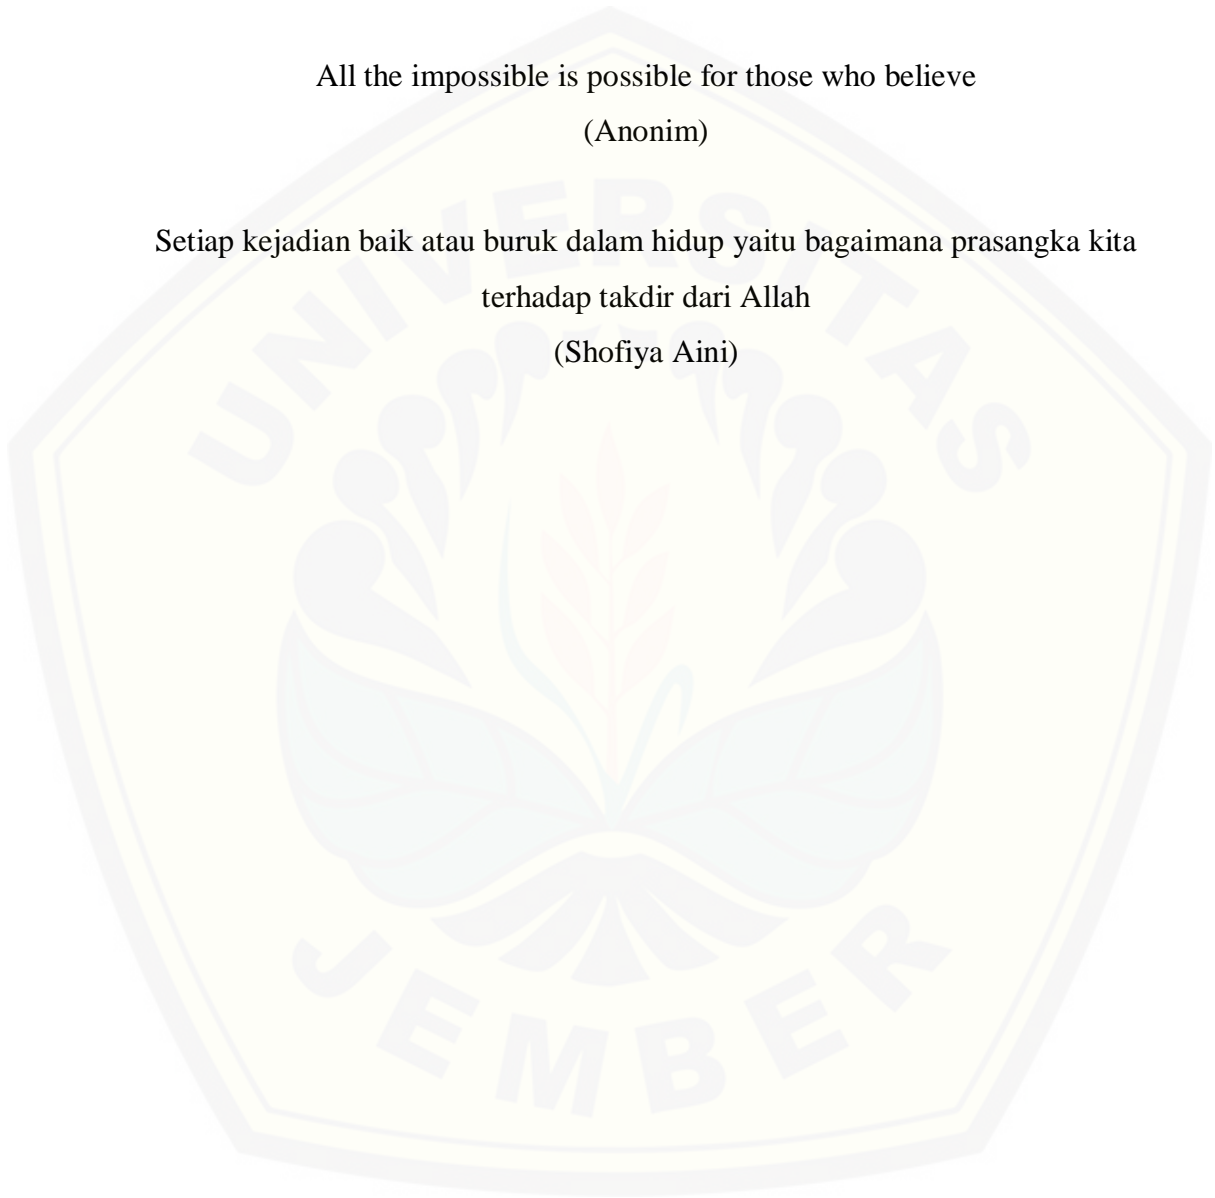 All the impossible is possible for those who believe
(Anonim)
Setiap kejadian baik atau buruk dalam hidup yaitu bagaimana prasangka kita
terhadap takdir dari Allah
(Shofiya Aini)
UNIVERSITAS
JEMBER